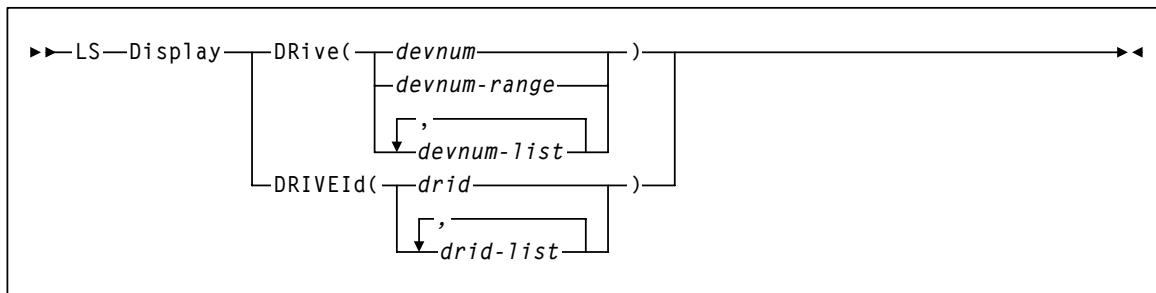 LS Display DRive( devnum )
devnum-range
,
devnum-list
DRIVEId( drid )
,
drid-list